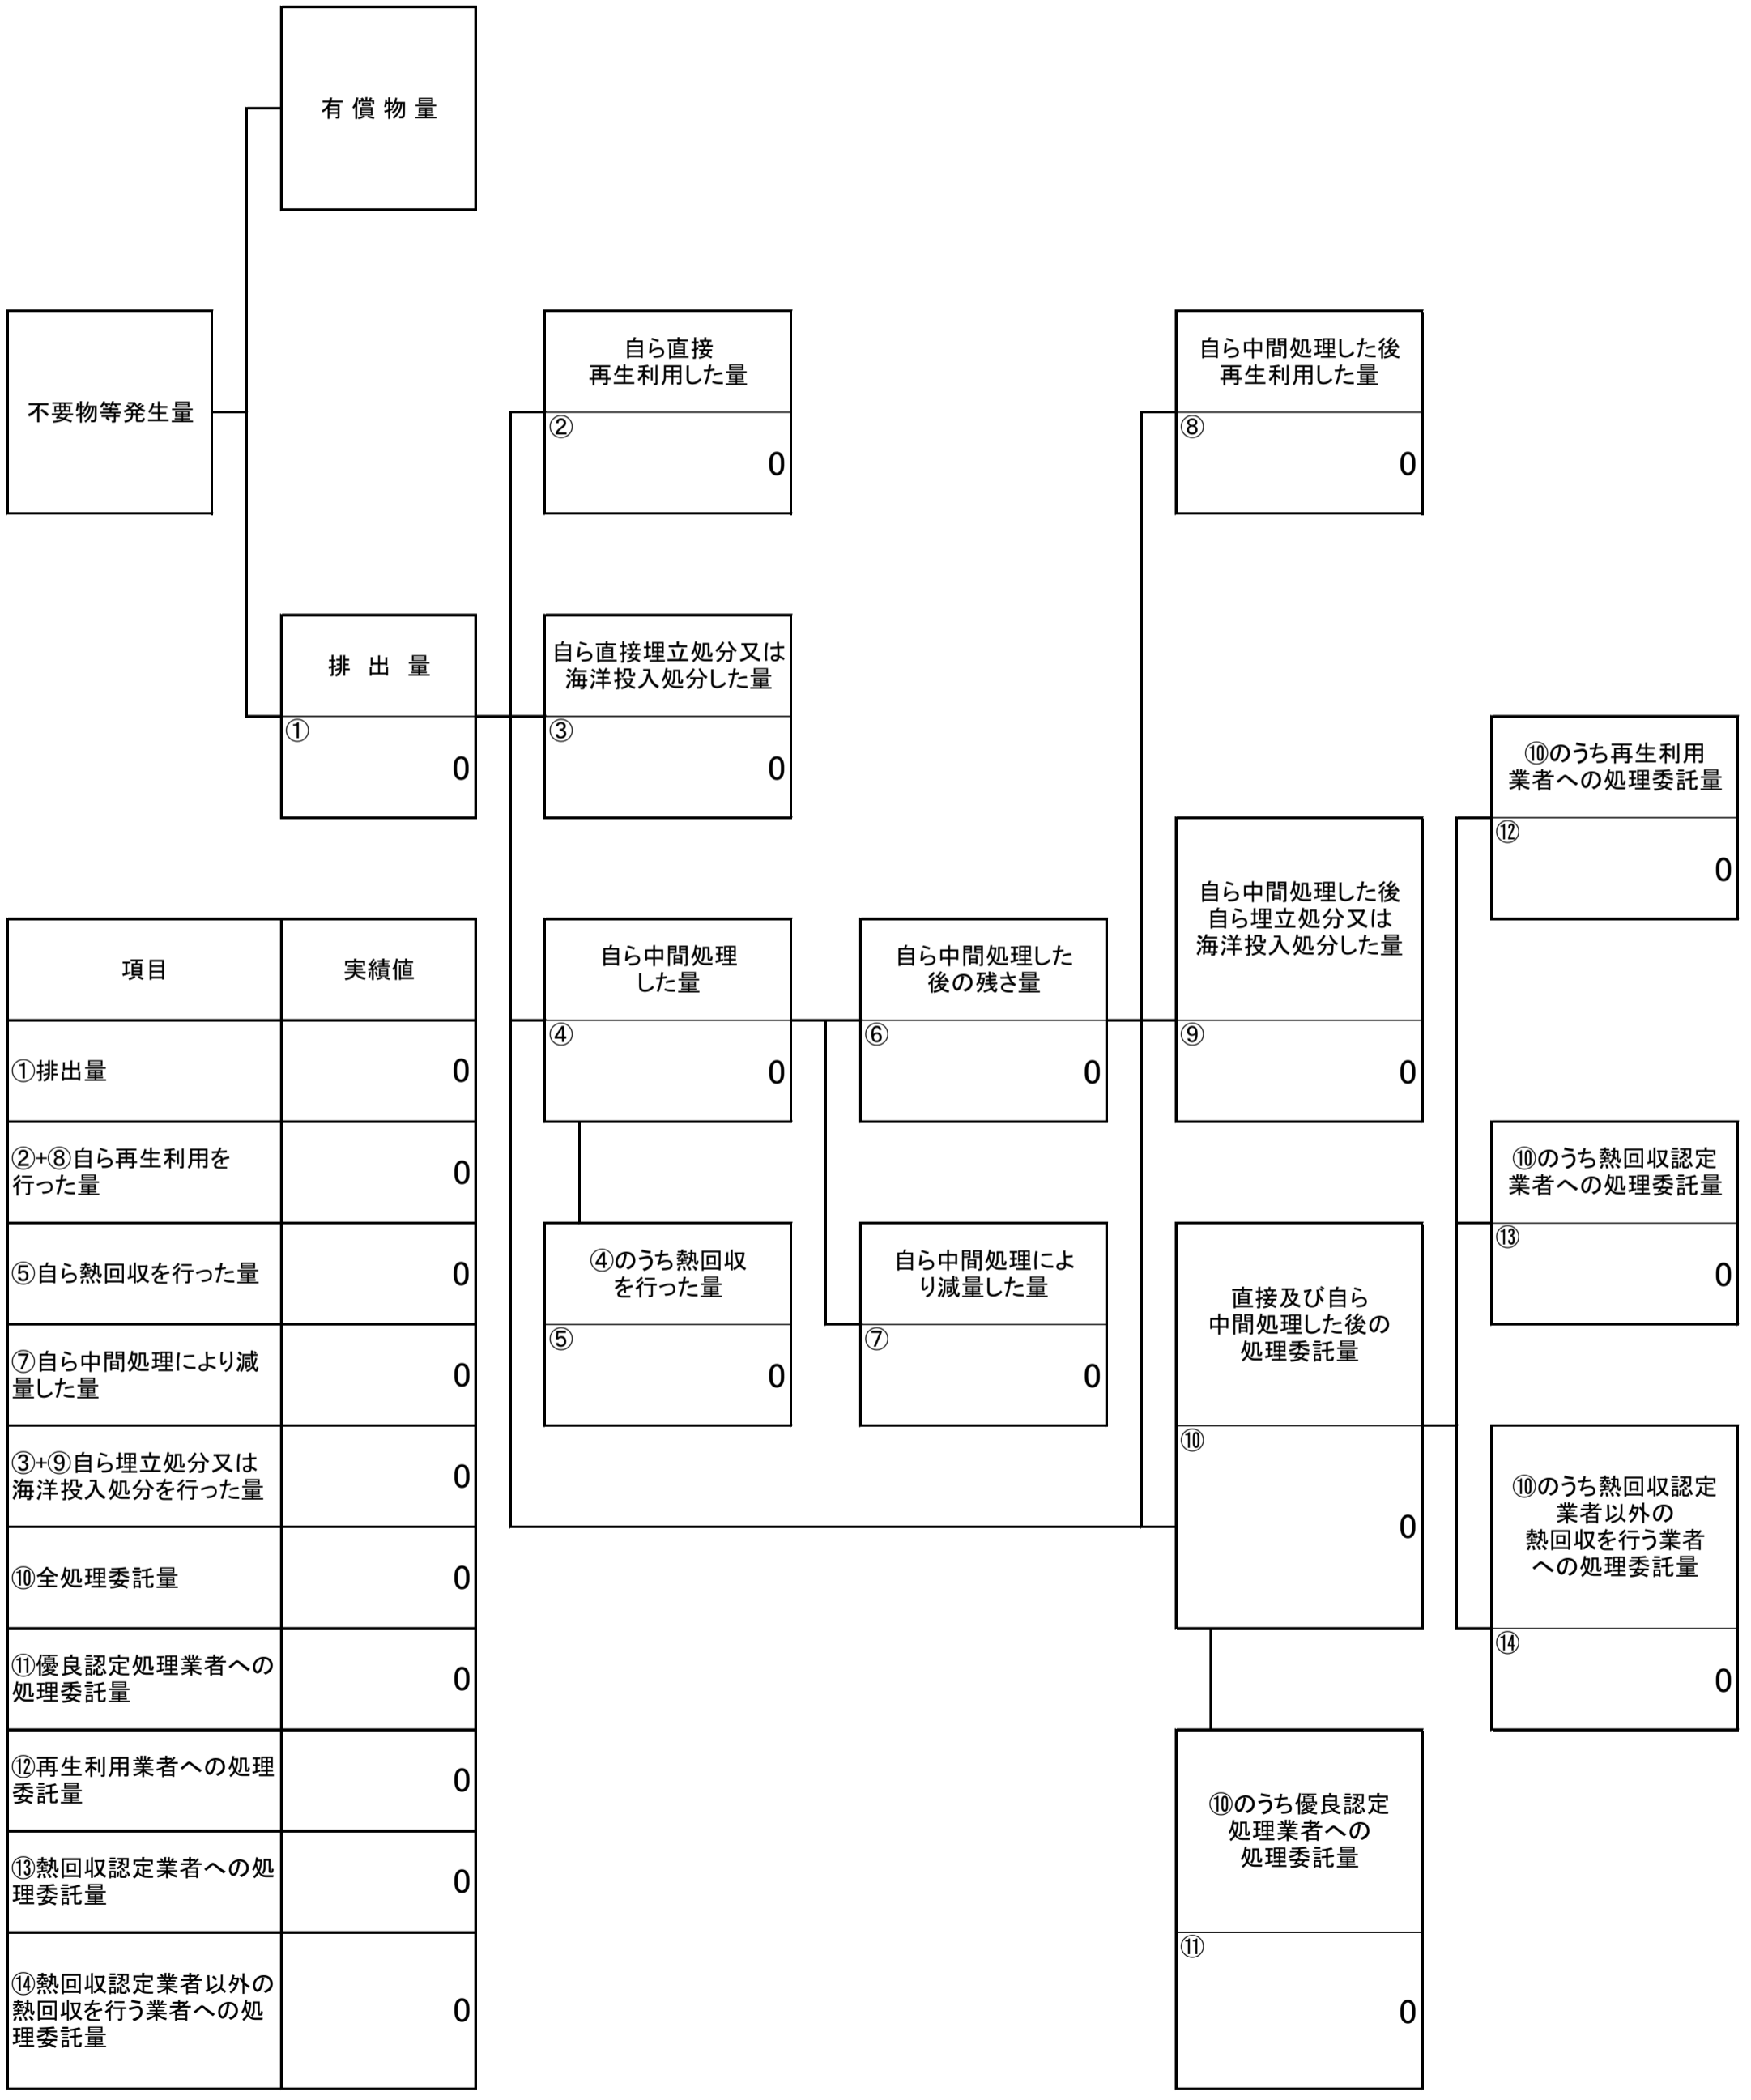 有償物量
不要物等発生量
自ら直接
再生利用した量
②
0
自ら中間処理した後
再生利用した量
⑧
0
排出量
①
0
自ら直接埋立処分又は
海洋投入処分した量
③
0
⑩のうち再生利用
業者への処理委託量
⑫
0
自ら中間処理した後
自ら埋立処分又は
海洋投入処分した量
⑨
0
自ら中間処理
した量
④
0
自ら中間処理した
後の残さ量
⑥
0
⑩のうち熱回収認定
業者への処理委託量
⑬
0
④のうち熱回収
を行った量
⑤
0
自ら中間処理によ
り減量した量
⑦
0
直接及び自ら
中間処理した後の
処理委託量
⑩
0
⑩のうち熱回収認定
業者以外の
熱回収を行う業者
への処理委託量
⑭
0
⑩のうち優良認定
処理業者への
処理委託量
⑪
0
項目 実績値
①排出量 0
②+⑧自ら再生利用を
行った量 0
⑤自ら熱回収を行った量 0
⑦自ら中間処理により減
量した量 0
③+⑨自ら埋立処分又は
海洋投入処分を行った量 0
⑩全処理委託量 0
⑪優良認定処理業者への
処理委託量 0
⑫再生利用業者への処理
委託量 0
⑬熱回収認定業者への処
理委託量 0
⑭熱回収認定業者以外の
熱回収を行う業者への処
理委託量 0